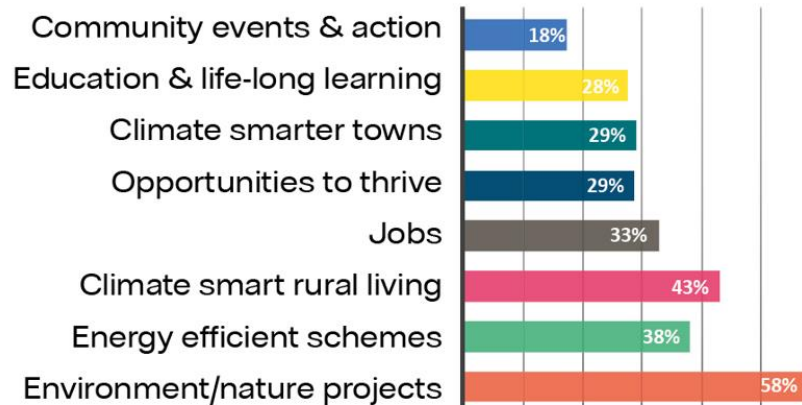 Community events & action 18%
Education & life-long learning 28%
Climate smarter towns 29%
Opportunities to thrive 29%
Jobs 33%
Climate smart rural living 43%
Energy efficient schemes 38%
Environment/nature projects 58%